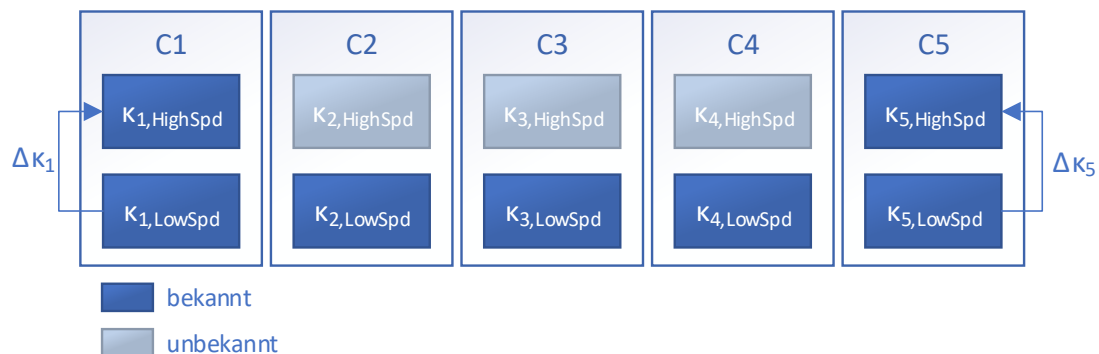 C1 C2 C3 C4 C5
κ1,HighSpd κ2,HighSpd κ3,HighSpd κ4,HighSpd κ5,HighSpd
Δκ1 Δκ5
κ1,LowSpd κ2,LowSpd κ3,LowSpd κ4,LowSpd κ5,LowSpd
bekannt
unbekannt